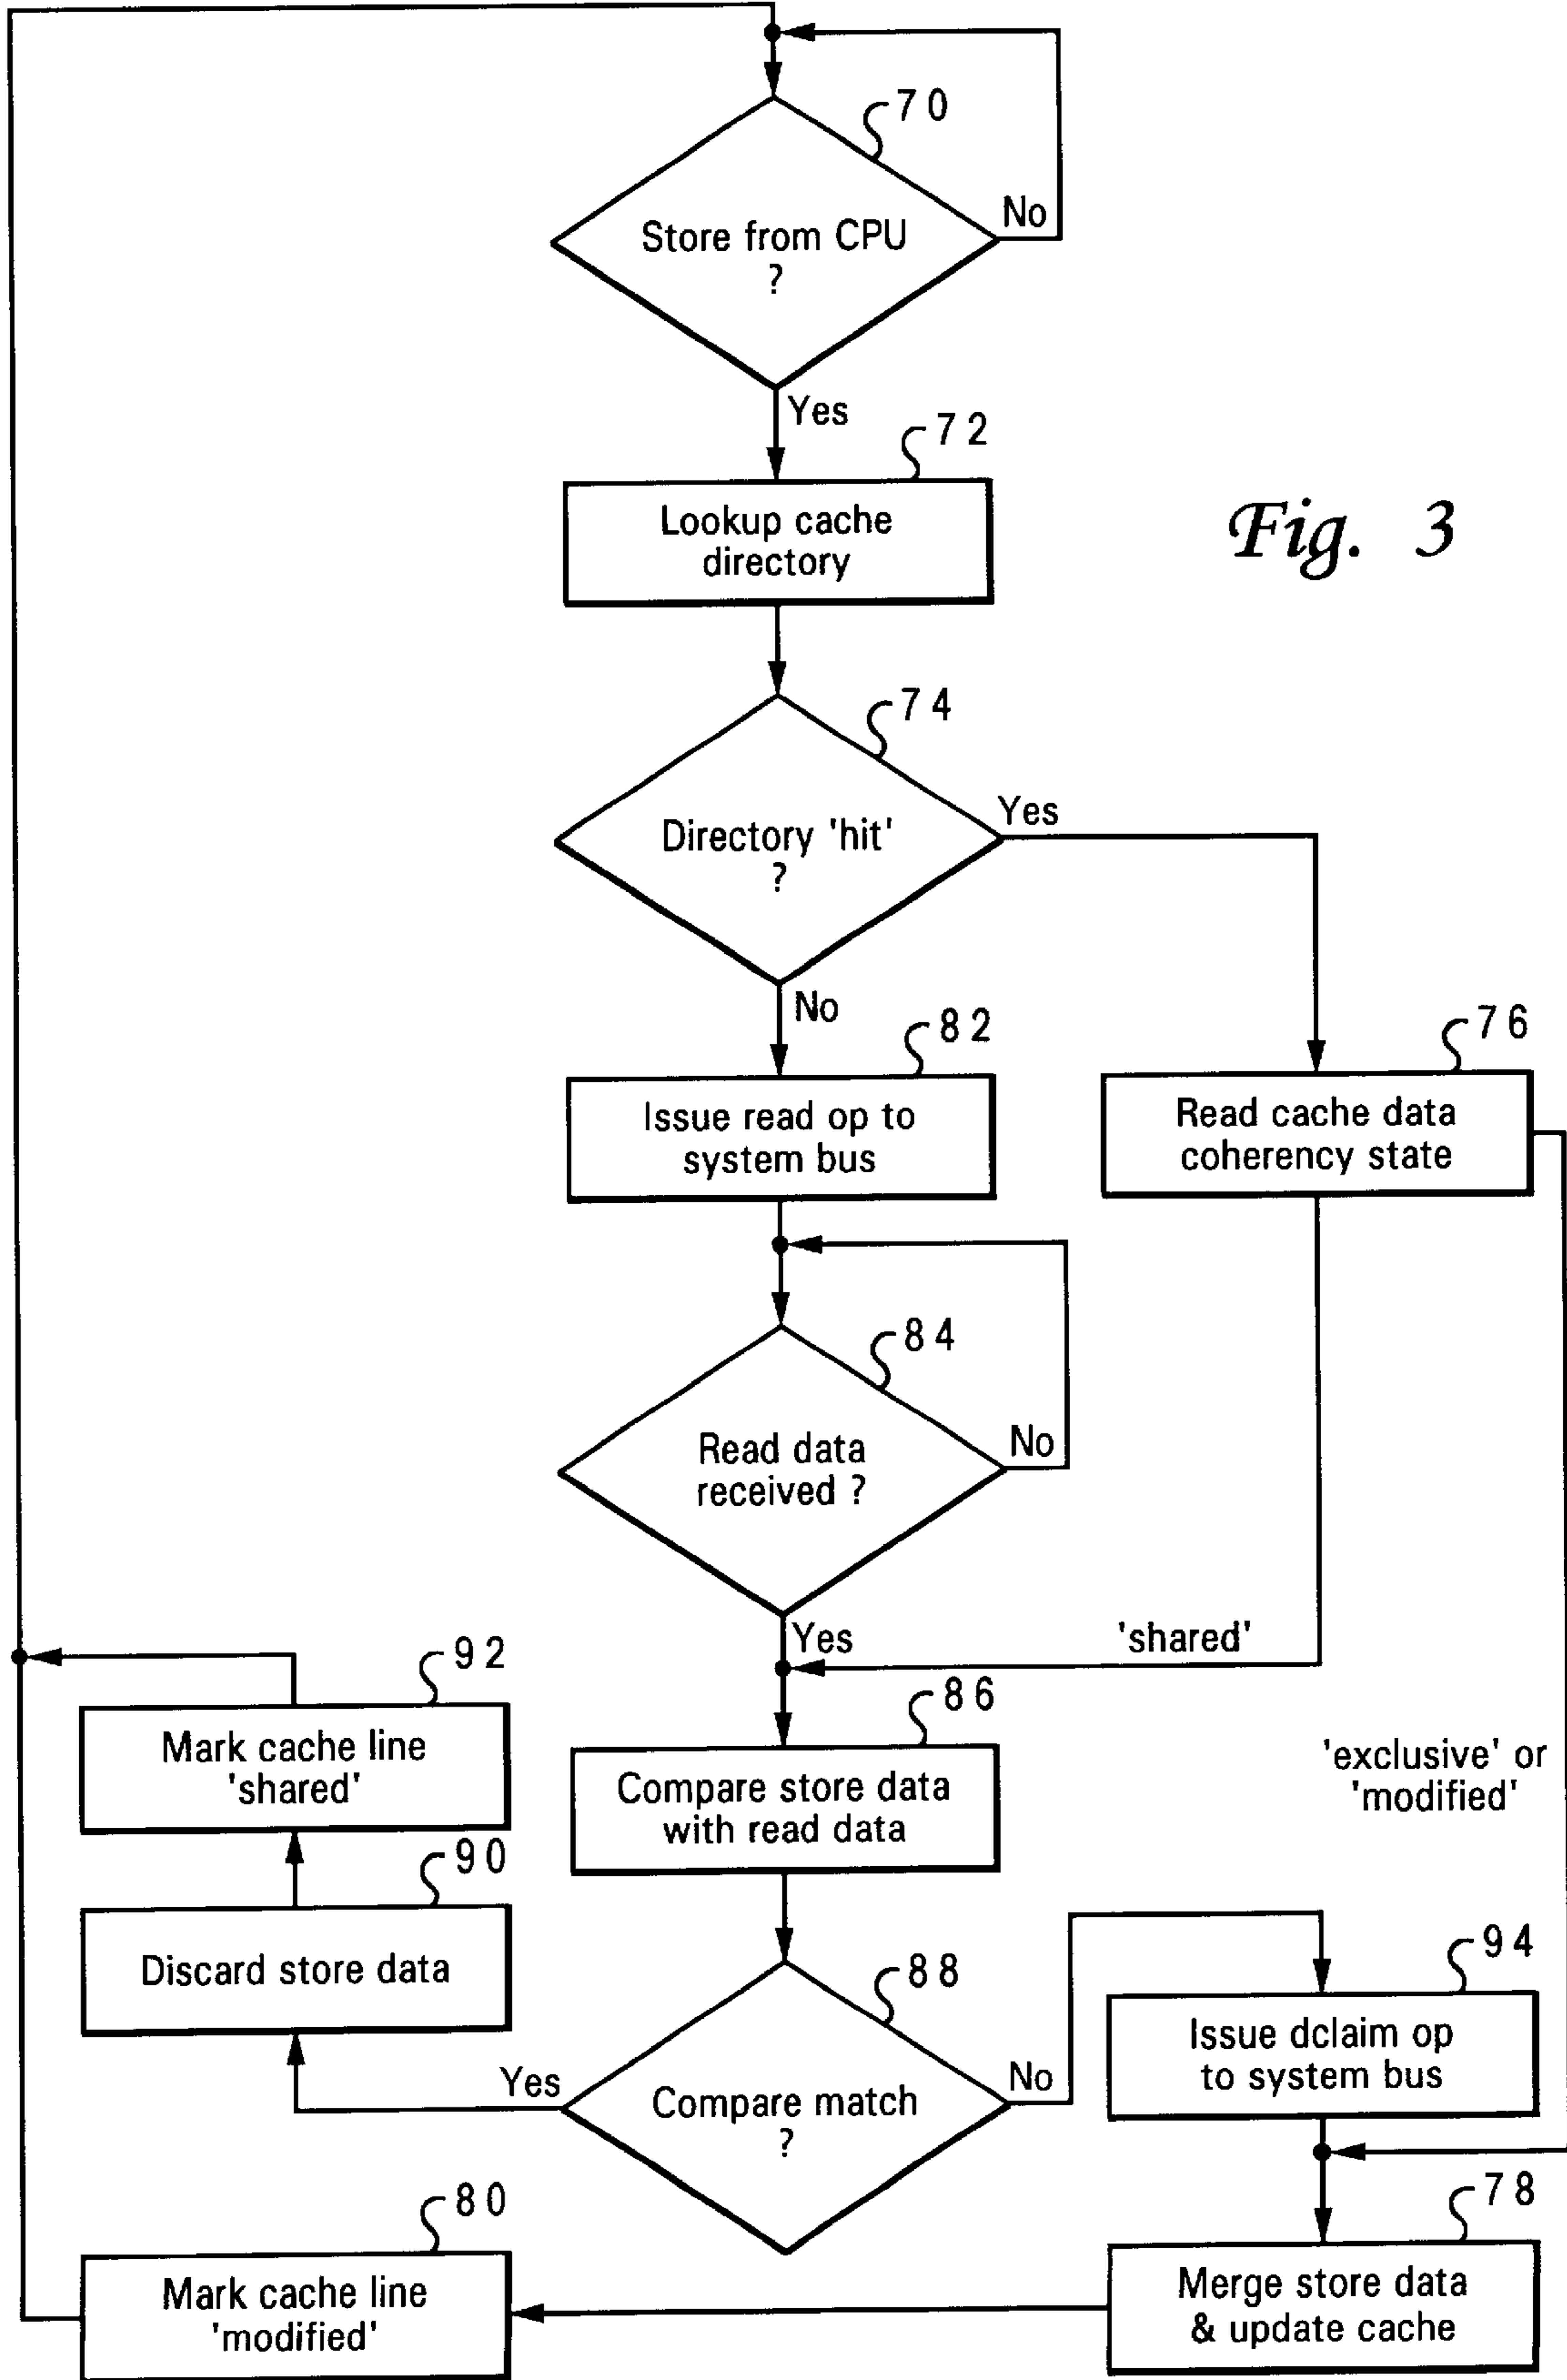 70
No
Store from CPU
?
Yes
72
Lookup cache
directory
Fig. 3
74
Yes
Directory 'hit'
?
No
82
76
Issue read op to
system bus
Read cache data
coherency state
84
No
Read data
received ?
Yes
'shared'
92
86
Mark cache line
'shared'
Compare store data
with read data
'exclusive' or
'modified'
90
Discard store data
88
94
Issue dclaim op
to system bus
Yes
No
Compare match
?
80
78
Mark cache line
'modified'
Merge store data
& update cache